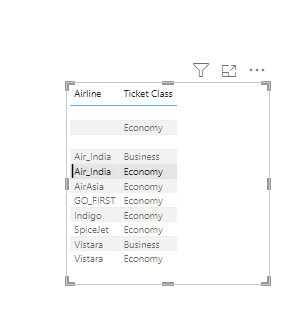 Airline Ticket Class
Economy
Air_India Business
Air_India Economy
AirAsia Economy
GO_FIRST Economy
Indigo Economy
SpiceJet Economy
Vistara Business
Vistara Economy